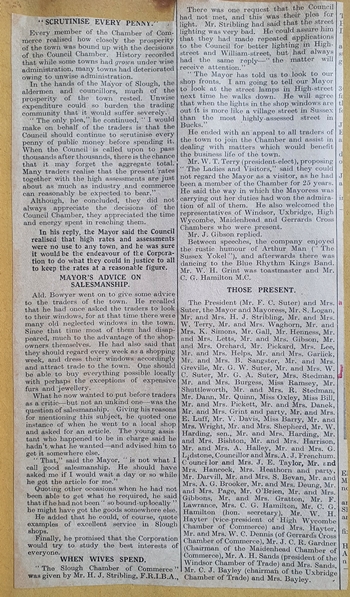 "SCRUTINISE EVERY PENNY."
Every member of the Chamber of Com-
merce realised how closely the prosperity
of the town was bound up with the decisions
of the Council Chamber. History recorded
that while some towns had grown under wise
administration, many towns had deteriorated
owing to unwise administration.
In the hands of the Mayor of Slough, the
aldermen and councillors, much of the
prosperity of the town rested. Unwise
expenditure could so burden the trading
community that it would suffer severely.
"The only plea," he continued, "I would
make on behalf of the traders is that the
Council should continue to scrutinise every
penny of public money before spending it.
When the Council is called upon to pass
thousands after thousands, there is the chance
that it may forget the aggregate total.
Many traders realise that the present rates
together with the high assessments are just
about as much as industry and commerce
can reasonably be expected to bear."
Although, he concluded, they did not
always appreciate the decisions of the
Council Chamber, they appreciated the time
and energy spent in reaching them.
In his reply, the Mayor said the Council
realised that high rates and assessments
were no use to any town, and he was sure
it would be the endeavour of the Corpora-
tion to do what they could in justice to all
to keep the rates at a reasonable figure.
MAYOR'S ADVICE ON
SALESMANSHIP.
Ald. Bowyer went on to give some advice
to the traders of the town. He recalled
that he had once asked the traders to look
to their windows, for at that time there were
many old neglected windows in the town.
Since that time most of them had disap-
peared, much to the advantage of the shop
owners themselves. He had also said that
they should regard every week as a shopping
week, and dress their windows accordingly
and attract trade to the town. One should
be able to buy everything possible locally
with perhaps the exceptions of expensive
furs and jewellery.
What he now wanted to put before traders
as a critic—but not an unkind one—was the
question of salesmanship. Giving his reasons
for mentioning this subject, he quoted one
instance of when he went to a local shop
and asked for an article. The young assis-
tant who happened to be in charge said he
hadn't what he wanted—and advised him to
get it somewhere else.
"That," said the Mayor, "is not what I
call good salesmanship. He should have
asked me if I would wait a day or so while
he got the article for me."
Quoting other occasions when he had not
been able to get what he required, he said
that if he had not been "so bound-up locally"
he might have got the goods somewhere else.
He added that he could, of course, quote
examples of excellent service in Slough
shops.
Finally, he promised that the Corporation
would try to study the best interests of
everyone.
WHEN WIVES SPEND.
"The Slough Chamber of Commerce"
was given by Mr. H. J. Stribling, F.R.I.B.A.,
There was one request that the Council
had not met, and this was their plea for
light. Mr. Stribling had said that the street
lighting was very bad. He could assure him
that they had made repeated applications
to the Council for better lighting in High-
street and William-street, but had always
had the same reply—"the matter will
receive attention."
"The Mayor has told us to look to our
shop fronts. I am going to tell our Mayor
to look at the street lamps in High-street
next time he walks down. He will agree
that when the lights in the shop windows are
out it is more like a village street in Sussex
than the most highly-assessed street in
Bucks."
He ended with an appeal to all traders of
the town to join the Chamber and assist in
dealing with matters which would benefit
the business life of the town.
Mr. W. T. Terry (president-elect), proposing
"The Ladies and Visitors," said they could
not regard the Mayor as a visitor, as he had
been a member of the Chamber for 25 years.
He said the way in which the Mayoress was
carrying out her duties had won the admira-
tion of all of them. He also welcomed the
representatives of Windsor, Uxbridge, High
Wycombe, Maidenhead and Gerrards Cross
Chambers who were present.
Mr. J. Gibson replied.
Between speeches, the company enjoyed
the rustic humour of Arthur Man ("The
Sussex Yokel"), and afterwards there was
dancing to the Blue Rhythm Kings Band.
Mr. W. H. Grint was toastmaster and Mr.
C. G. Hamilton M.C.
THOSE PRESENT.
The President (Mr. F. C. Suter) and Mrs.
Suter, the Mayor and Mayoress, Mr. S. Logan,
Mr. and Mrs. H. J. Stribling, Mr. and Mrs.
W. Terry, Mr. and Mrs. Waghorn, Mr. and
Mrs. K. Simons, Mr. Gall, Mr. Hemmes, Mr.
and Mrs. Letts, Mr. and Mrs. Gibson, Mr.
and Mrs. Orchard, Mr. Pickard, Mrs. Lee,
Mr. and Mrs. Helps, Mr. and Mrs. Garlick,
Mr. and Mrs. B. Sangster, Mr. and Mrs.
Greville, Mr. G. W. Suter, Mr. and Mrs. W.
C. Suter, Mr. G. A. Suter, Mrs. Stedman,
Mr. and Mrs. Burgess, Miss Ramsey, Mr.
Shuttleworth, Mr. and Mrs. R. Stedman,
Mr. Dann, Mr. Quinn, Miss Oxley, Miss Bill,
Mr. and Mrs. Pickett, Mr. and Mrs. Danek,
Mr. and Mrs. Grint and party, Mr. and Mrs.
E. Luff, Mr. V. Davis, Miss Barry, Mr. and
Mrs. Wright, Mr. and Mrs. Shepherd, Mr. W.
Harding, sen., Mr. and Mrs. Harding, Mr.
and Mrs. Bishton, Mr. and Mrs. Harrison,
Mr. and Mrs. A. Halley, Mr. and Mrs. G.
Lightens, Councillor and Mrs. A. J. Frenchum,
Councillor and Mrs. J. E. Taylor, Mr. and
Mrs. Hancock, Mrs. and party,
Mr. Darvill, Mr. and Mrs. S. Bevan, Mr. and
Mrs. A. G. Brooker, Mr. and Mrs. Deung, Mr.
and Mrs. Page, Mr. O'Brien, Mr. and Mrs.
Gibbons, Mr. and Mrs. Gratton, Mr. F.
Lawrance, Mr. C. G. Hamilton, Mr. C. G.
Hamilton (hon. secretary), Mr. W. H.
Hayter (vice-president of High Wycombe
Chamber of Commerce) and Mrs. Hayter,
Mr. and Mrs. W. C. Dennis (of Gerrards Cross
Chamber of Commerce), Mr. J. C. R. Gardner
(Chairman of the Maidenhead Chamber of
Commerce), Mr. A. H. Sands (president of the
Windsor Chamber of Trade) and Mrs. Sands,
Mr. C. J. Bayley (chairman of the Uxbridge
Chamber of Trade) and Mrs. Bayley.